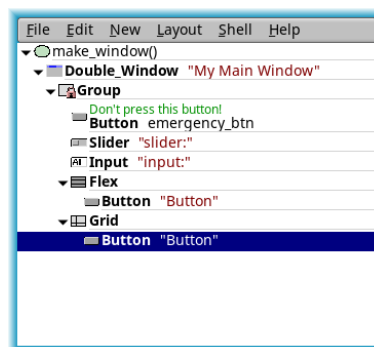 File Edit New Layout Shell Help
make_window()
Double_Window "My Main Window"
Group
Don't press this button!
Button emergency_btn
Slider "slider:"
AI Input "input:"
Flex
Button "Button"
Grid
Button "Button"